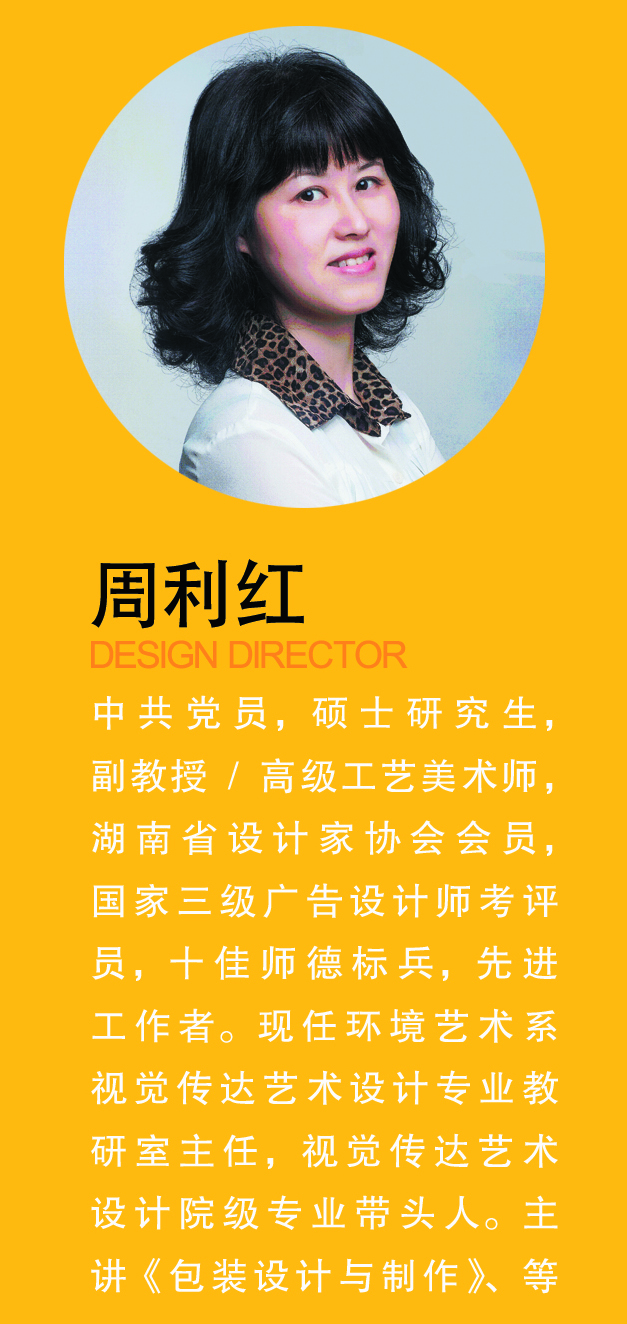 周利红
DESIGN DIRECTOR
中共党员，硕士研究生，
副教授 / 高级工艺美术师，
湖南省设计家协会会员，
国家三级广告设计师考评
员，十佳师德标兵，先进
工作者。现任环境艺术系
视觉传达艺术设计专业教
研室主任，视觉传达艺术
设计院级专业带头人。主
讲《包装设计与制作》、等